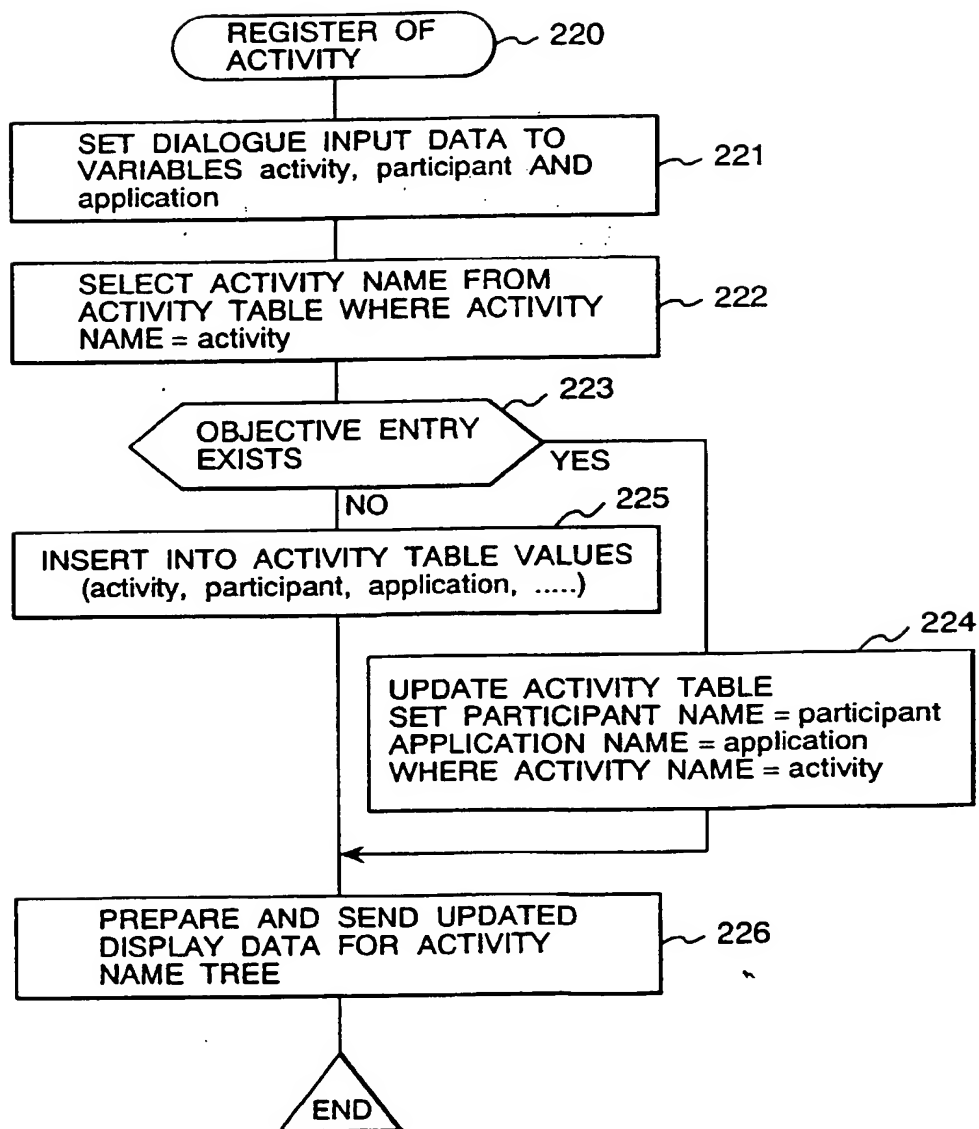 REGISTER OF
ACTIVITY
220
SET DIALOGUE INPUT DATA TO
VARIABLES activity, participant AND
application
221
SELECT ACTIVITY NAME FROM
ACTIVITY TABLE WHERE ACTIVITY
NAME = activity
222
223
OBJECTIVE ENTRY
EXISTS
YES
NO
225
INSERT INTO ACTIVITY TABLE VALUES
(activity, participant, application, .....)
224
UPDATE ACTIVITY TABLE
SET PARTICIPANT NAME = participant
APPLICATION NAME = application
WHERE ACTIVITY NAME = activity
PREPARE AND SEND UPDATED
DISPLAY DATA FOR ACTIVITY
NAME TREE
226
END